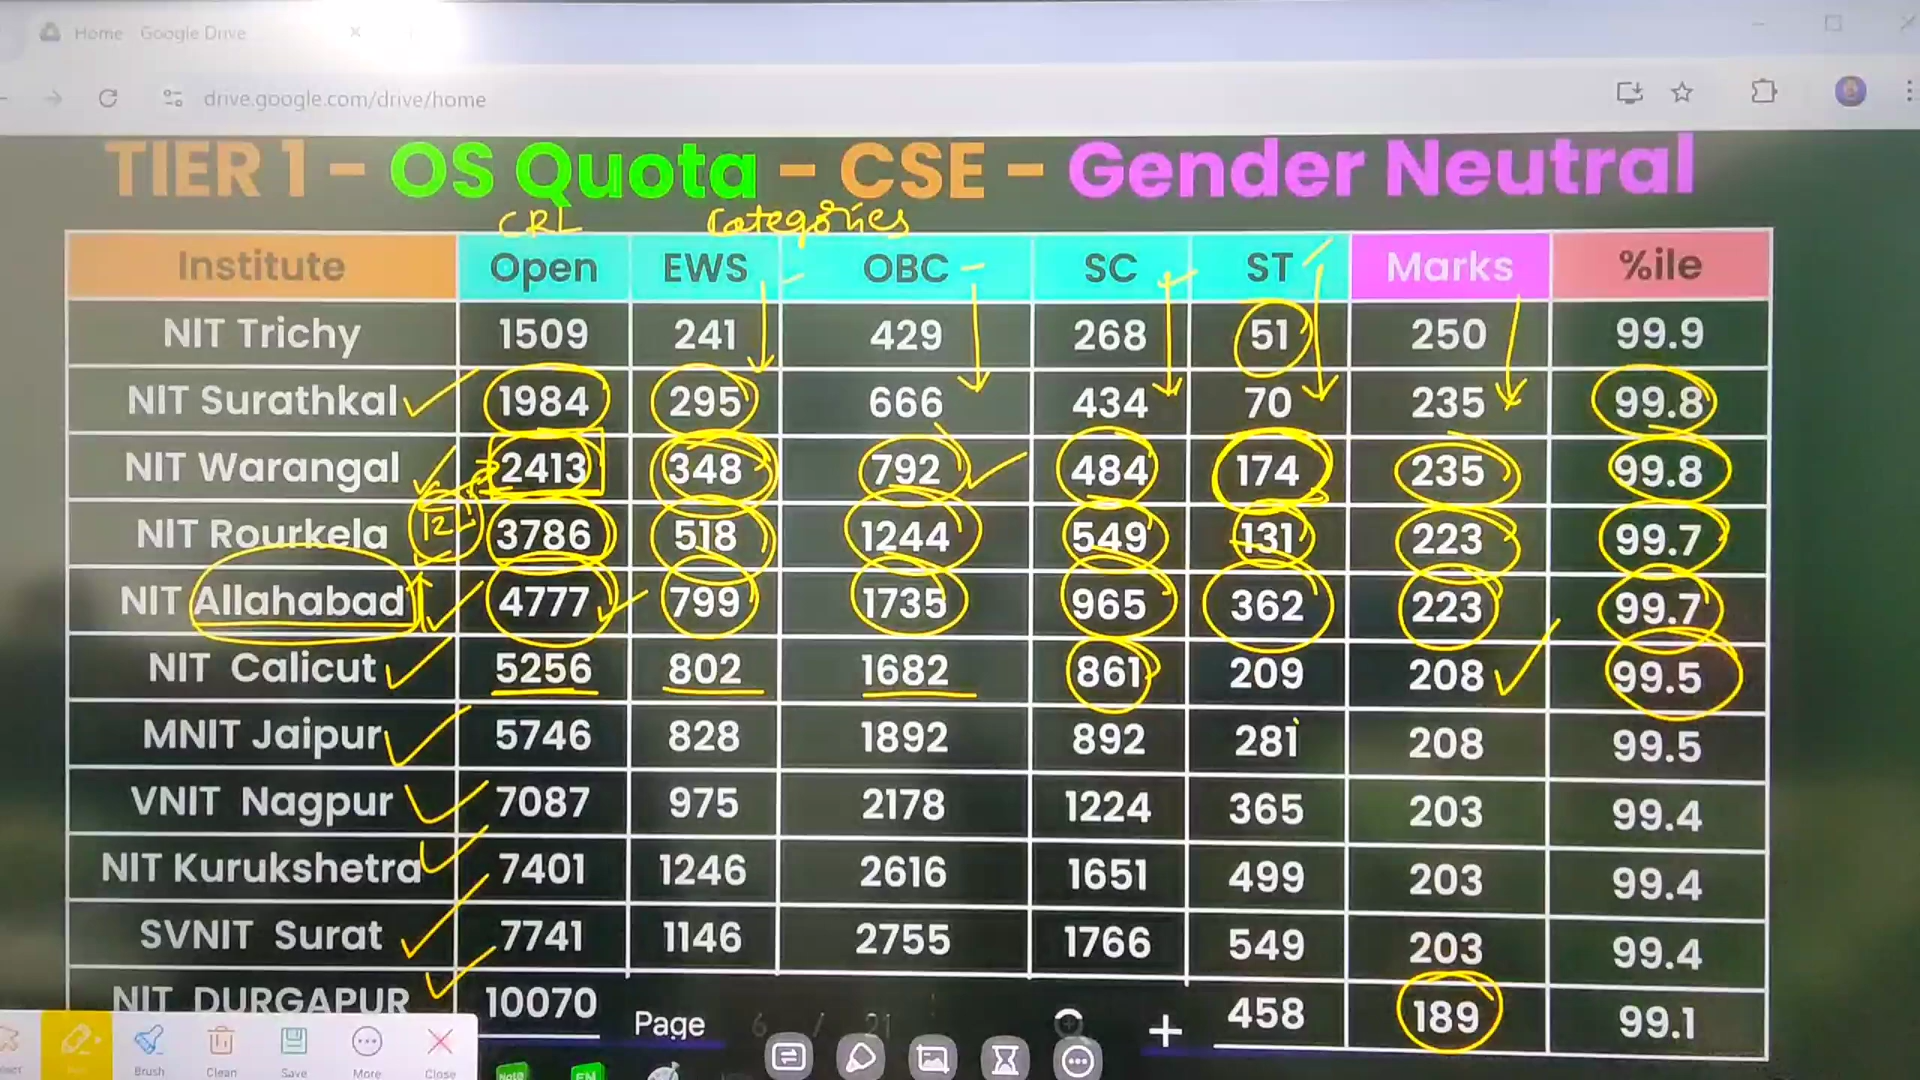 Home Google Drive
drive.google.com/drive/home
TIER 1 - OS Quota - CSE - Gender Neutral
CRL Categories
Institute Open EWS OBC SC ST Marks %ile
NIT Trichy 1509 241 429 268 51 250 99.9
NIT Surathkal 1984 295 666 434 70 235 99.8
NIT Warangal 2413 348 792 484 174 235 99.8
NIT Rourkela 3786 518 1244 549 131 223 99.7
NIT Allahabad 4777 799 1735 965 362 223 99.7
NIT Calicut 5256 802 1682 861 209 208 99.5
MNIT Jaipur 5746 828 1892 892 281 208 99.5
VNIT Nagpur 7087 975 2178 1224 365 203 99.4
NIT Kurukshetra 7401 1246 2616 1651 499 203 99.4
SVNIT Surat 7741 1146 2755 1766 549 203 99.4
NIT DURGAPUR 10070 458 189 99.1
Page 6 / 21
Brush Clean Save More Close
Note EN